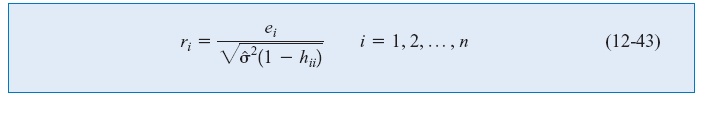 r_i = e_i / √(σ̂²(1 − h_ii)) i = 1, 2, ..., n (12-43)